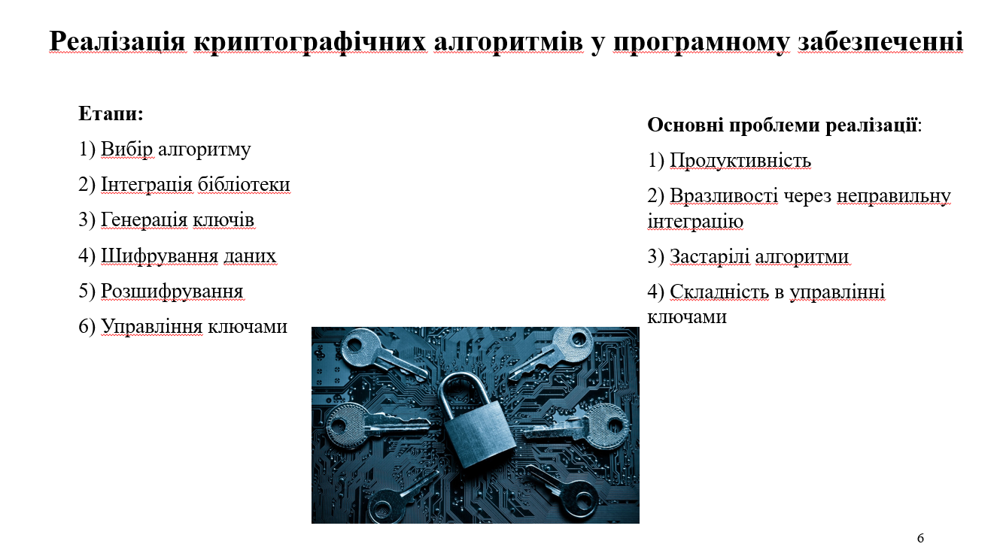 Реалізація криптографічних алгоритмів у програмному забезпеченні
Етапи:
1) Вибір алгоритму
2) Інтеграція бібліотеки
3) Генерація ключів
4) Шифрування даних
5) Розшифрування
6) Управління ключами
Основні проблеми реалізації:
1) Продуктивність
2) Вразливості через неправильну
інтеграцію
3) Застарілі алгоритми
4) Складність в управлінні
ключами
6